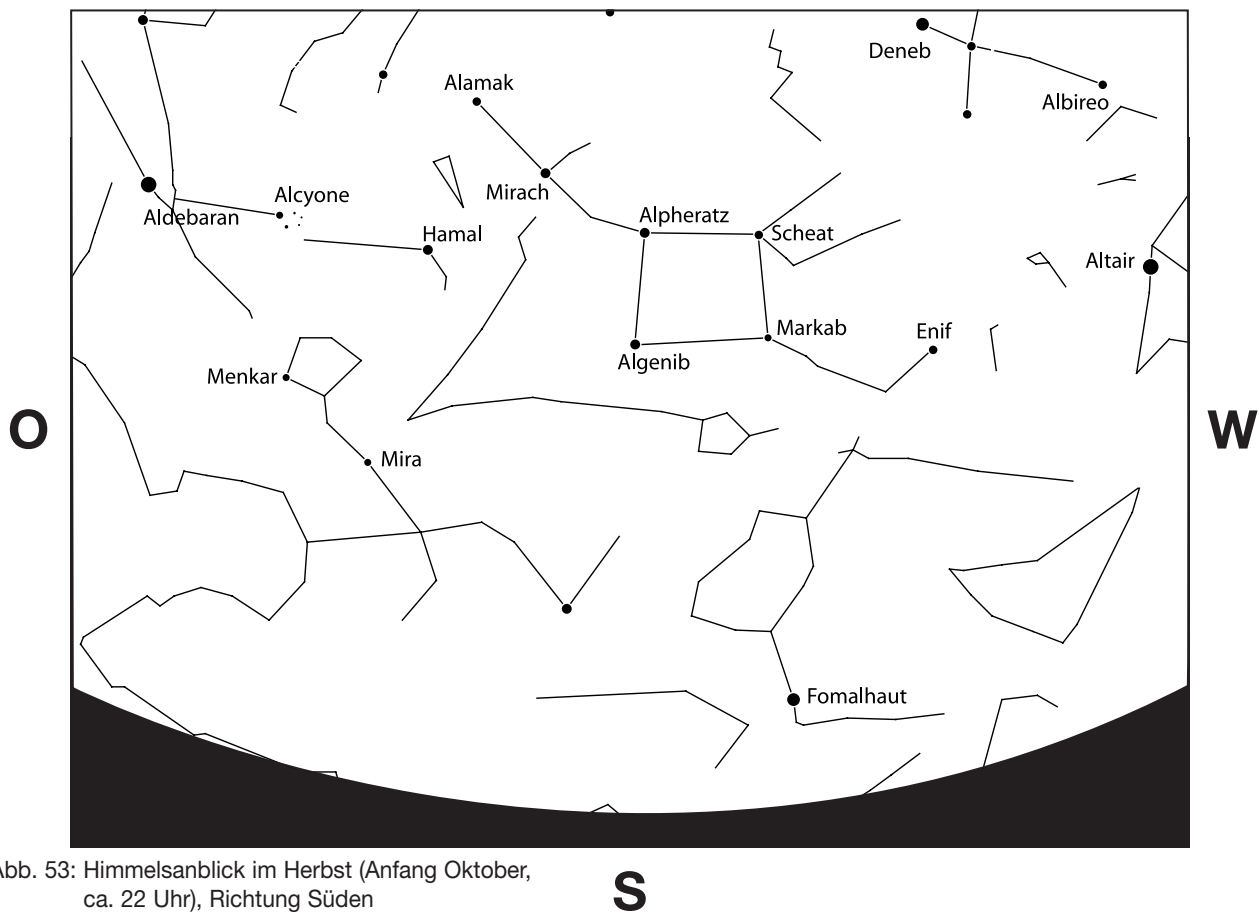 Deneb
Albireo
Alamak
Mirach
Aldebaran
Alcyone
Hamal
Alpheratz
Scheat
Altair
Algenib
Markab
Enif
Menkar
O
W
Mira
Fomalhaut
Abb. 53: Himmelsanblick im Herbst (Anfang Oktober,
ca. 22 Uhr), Richtung Süden
S